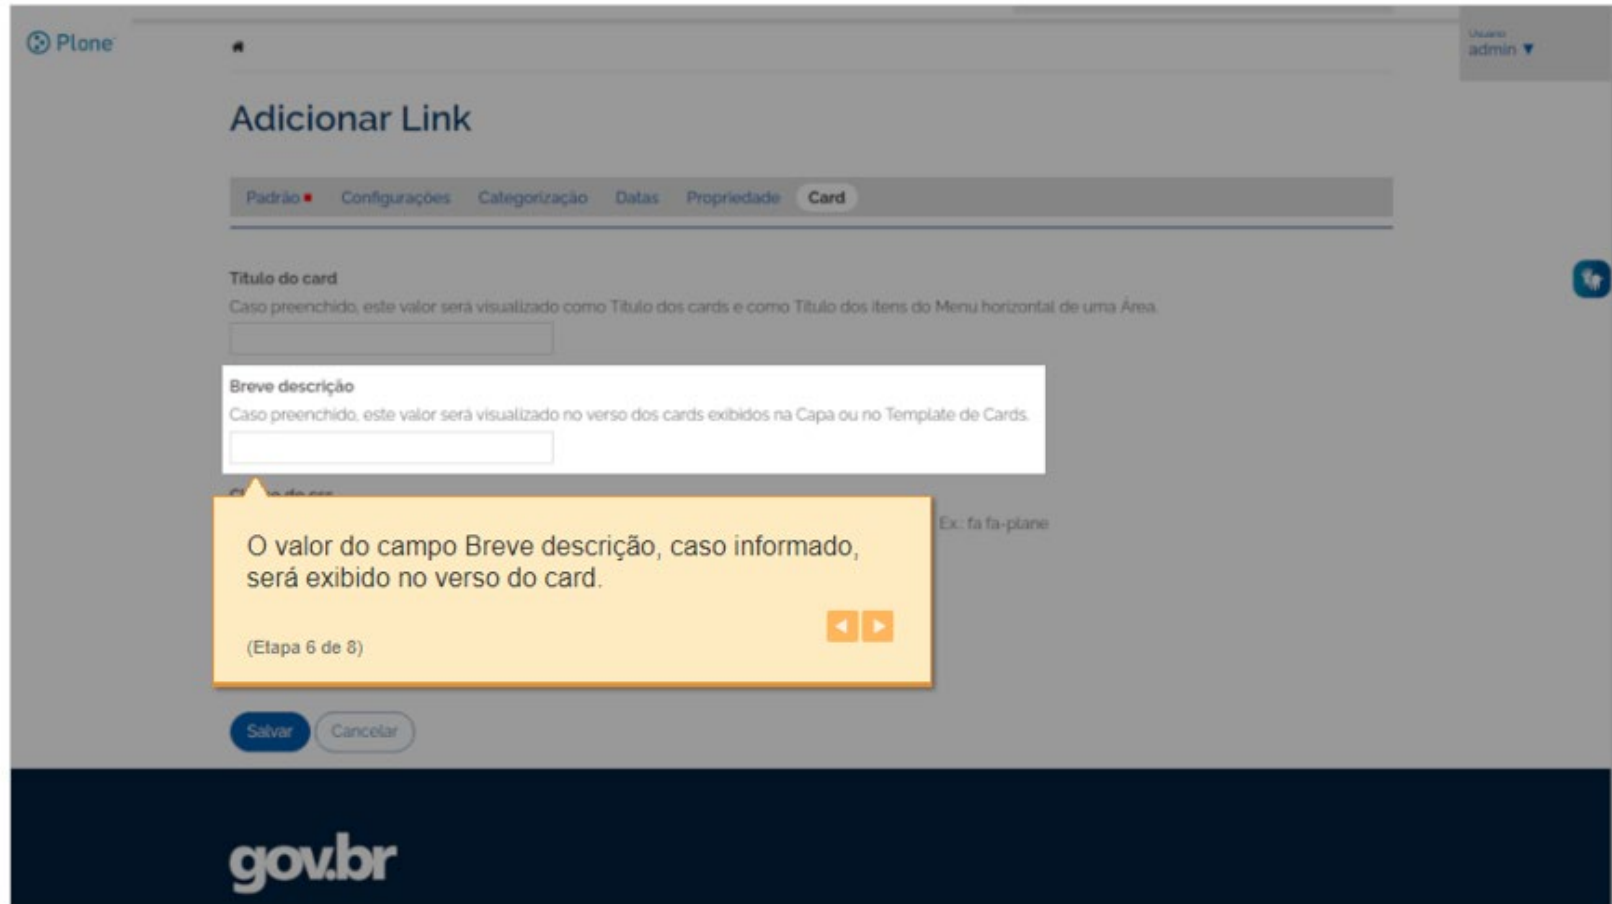 Plone
Usuário
admin
Adicionar Link
Padrão Configurações Categorização Datas Propriedade Card
Título do card
Caso preenchido, este valor será visualizado como Título dos cards e como Título dos itens do Menu horizontal de uma Área.
Breve descrição
Caso preenchido, este valor será visualizado no verso dos cards exibidos na Capa ou no Template de Cards.
Ex.: fa fa-plane
O valor do campo Breve descrição, caso informado,
será exibido no verso do card.
(Etapa 6 de 8)
Salvar Cancelar
gov.br